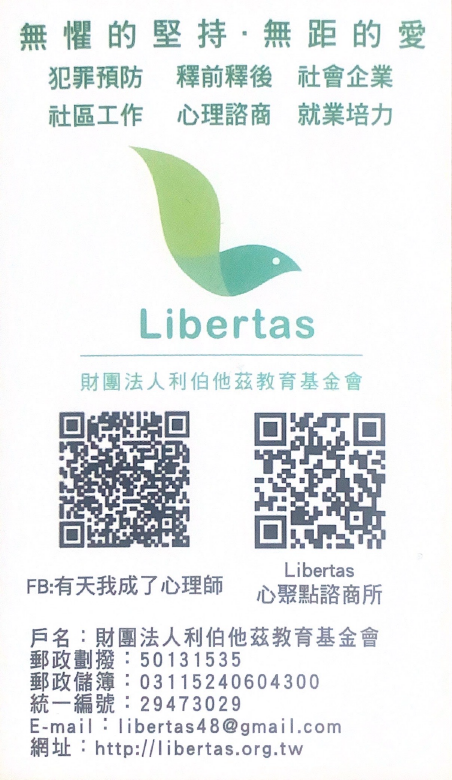 無懼的堅持·無距的愛
犯罪預防 釋前釋後 社會企業
社區工作 心理諮商 就業培力
Libertas
財團法人利伯他茲教育基金會
FB:有天我成了心理師
Libertas
心聚點諮商所
戶名：財團法人利伯他茲教育基金會
郵政劃撥：50131535
郵政儲簿：03115240604300
統一編號：29473029
E-mail：libertas48@gmail.com
網址：http://libertas.org.tw